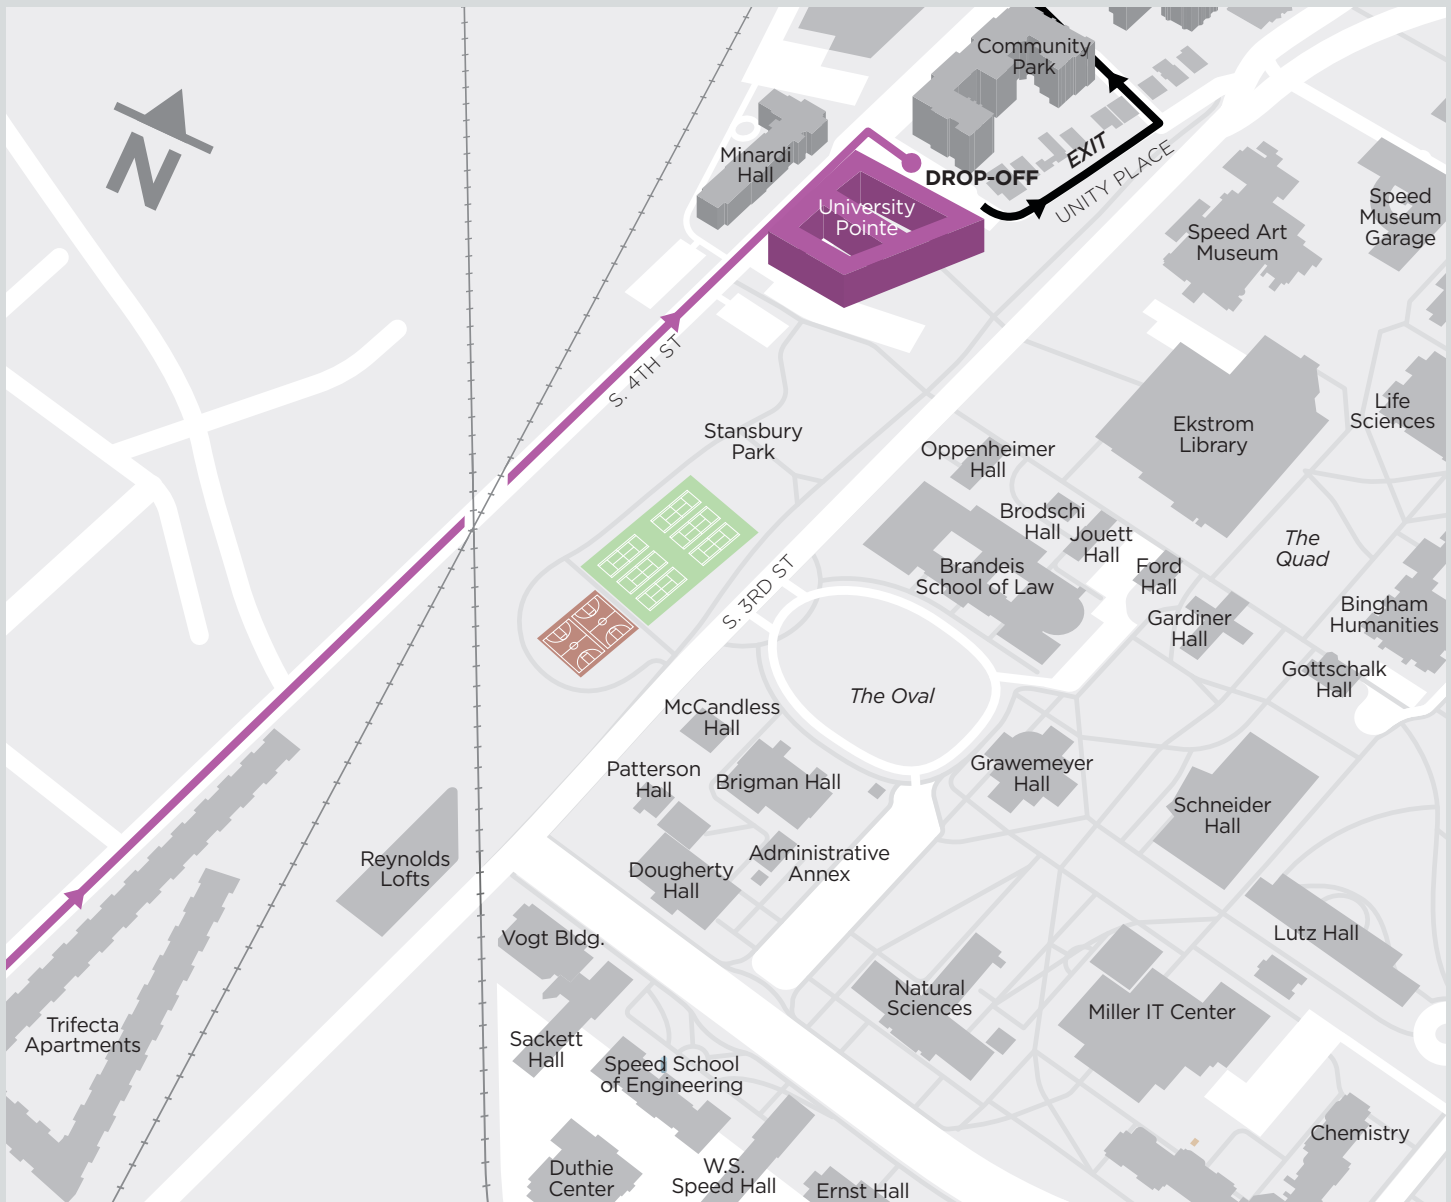 Community
Park
N
Minardi
Hall
EXIT
DROP-OFF
UNITY PLACE
University
Pointe
Speed
Museum
Garage
Speed Art
Museum
S. 4TH ST
Life
Sciences
Ekstrom
Library
Stansbury
Park
Oppenheimer
Hall
Brodschi
Hall
Jouett
Hall
The
Quad
Brandeis
School of Law
Ford
Hall
S. 3RD ST
Gardiner
Hall
Bingham
Humanities
Gottschalk
Hall
The Oval
McCandless
Hall
Patterson
Hall
Brigman Hall
Grawemeyer
Hall
Schneider
Hall
Reynolds
Lofts
Administrative
Annex
Dougherty
Hall
Vogt Bldg.
Lutz Hall
Natural
Sciences
Miller IT Center
Trifecta
Apartments
Sackett
Hall
Speed School
of Engineering
Chemistry
Duthie
Center
W.S.
Speed Hall
Ernst Hall